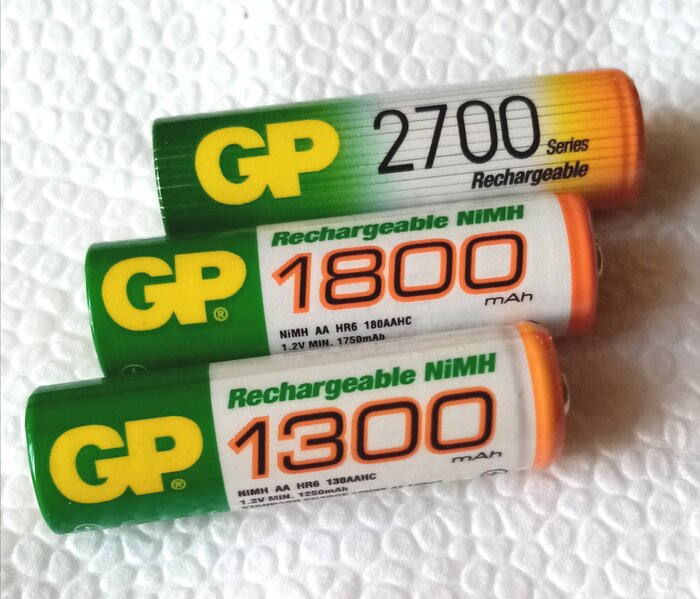 GP
2700
Series
Rechargeable
GP®
Rechargeable NiMH
1800
mAh
NiMH AA HR6 180AAHC
1.2V MIN. 1750mAh
GP®
Rechargeable NiMH
1300
mAh
NiMH AA HR6 130AAHC
1.2V MIN. 1250mAh